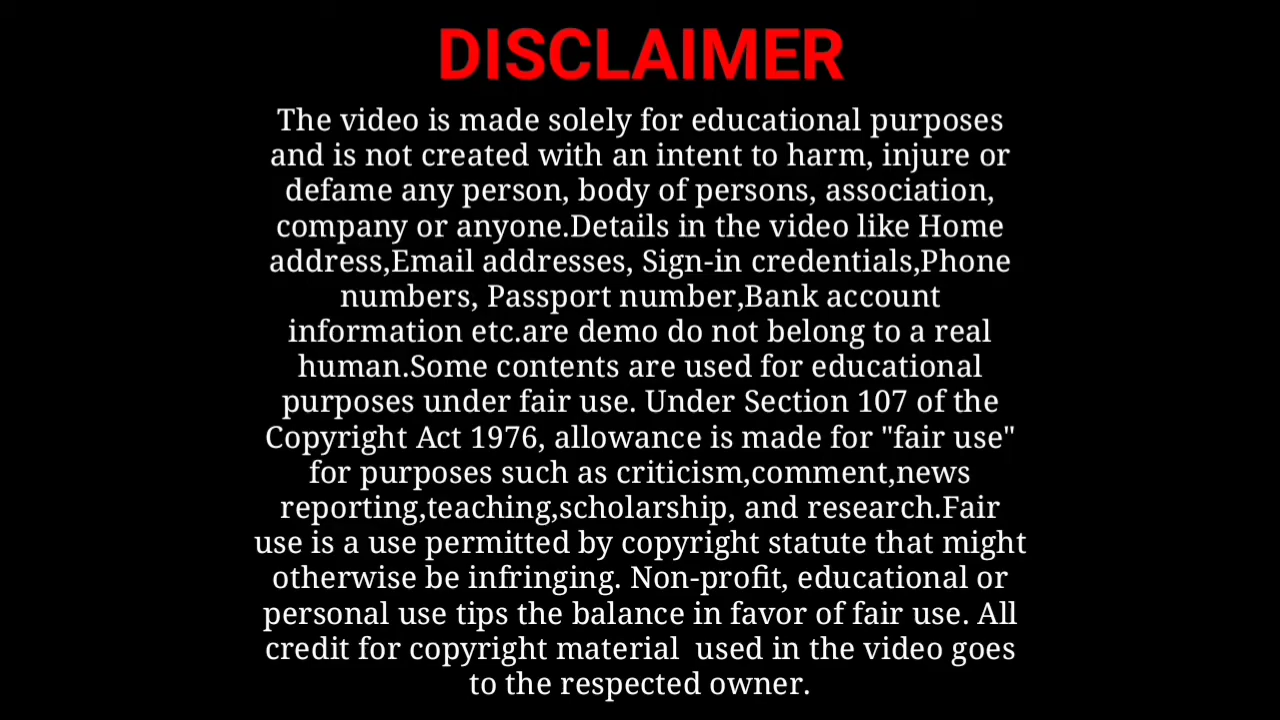 DISCLAIMER
The video is made solely for educational purposes
and is not created with an intent to harm, injure or
defame any person, body of persons, association,
company or anyone.Details in the video like Home
address,Email addresses, Sign-in credentials,Phone
numbers, Passport number,Bank account
information etc.are demo do not belong to a real
human.Some contents are used for educational
purposes under fair use. Under Section 107 of the
Copyright Act 1976, allowance is made for "fair use"
for purposes such as criticism,comment,news
reporting,teaching,scholarship, and research.Fair
use is a use permitted by copyright statute that might
otherwise be infringing. Non-profit, educational or
personal use tips the balance in favor of fair use. All
credit for copyright material  used in the video goes
to the respected owner.